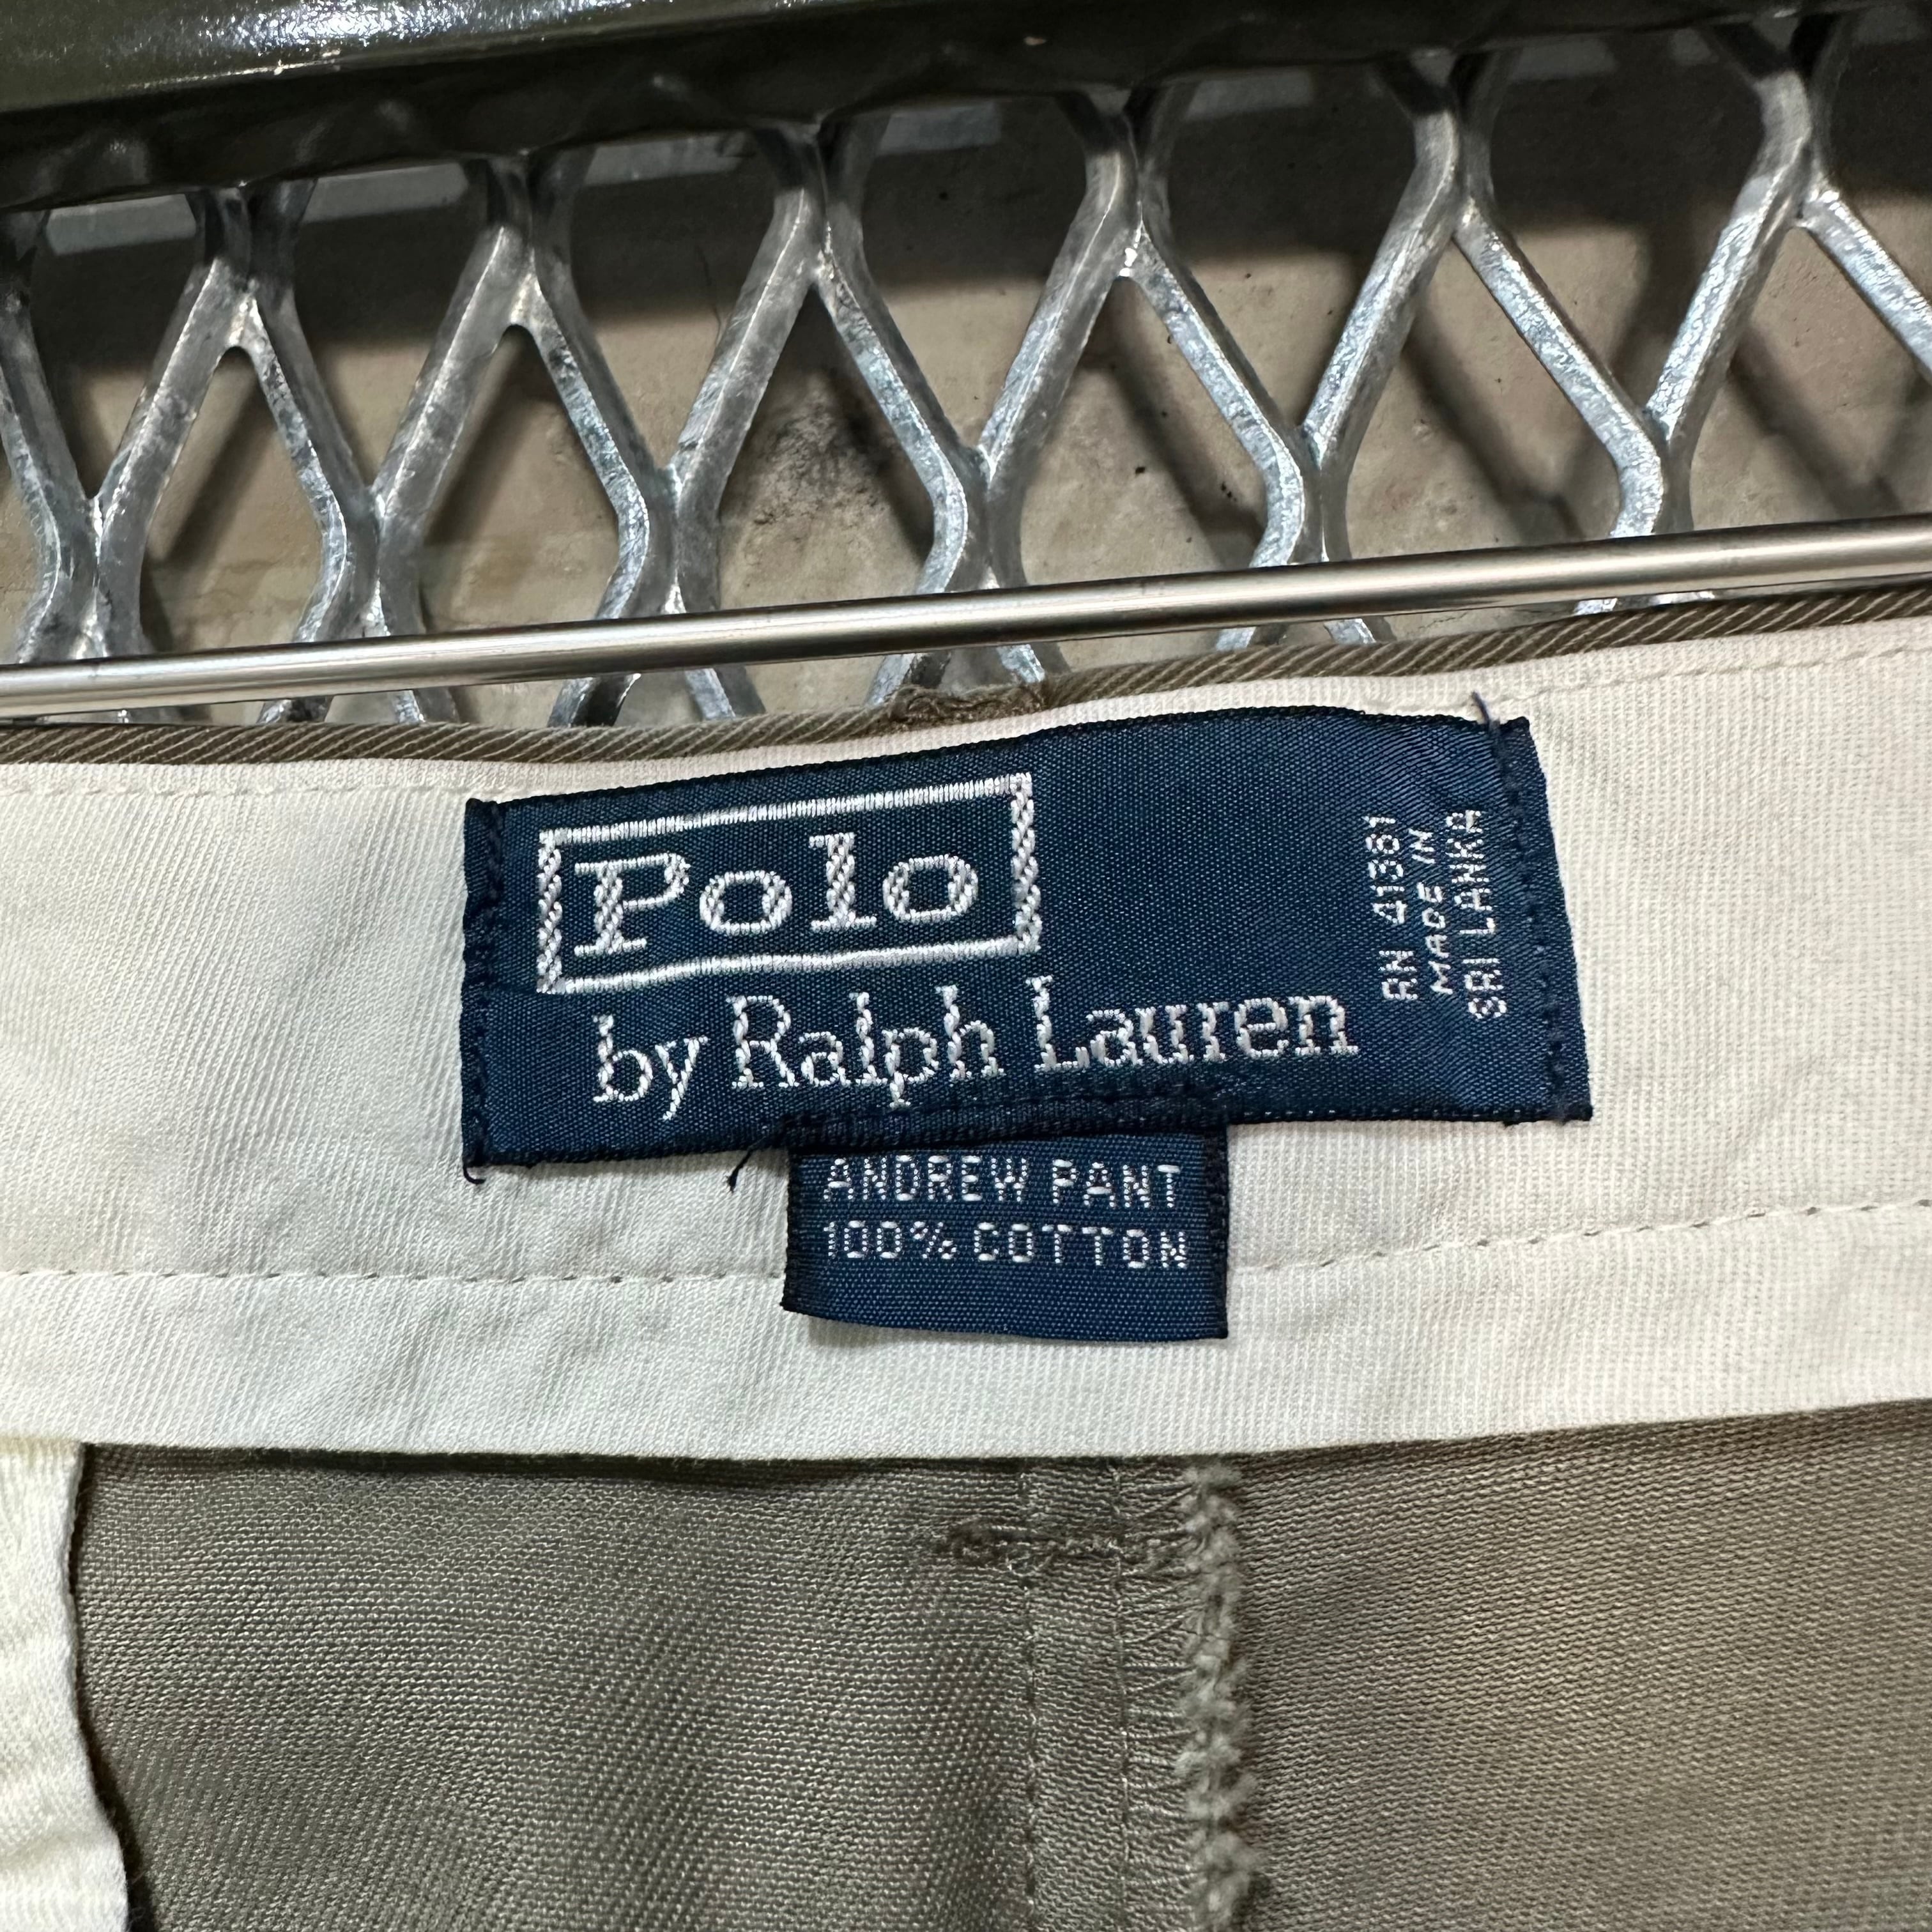 Polo
by Ralph Lauren
RN 41381
MADE IN
SRI LANKA
ANDREW PANT
100% COTTON